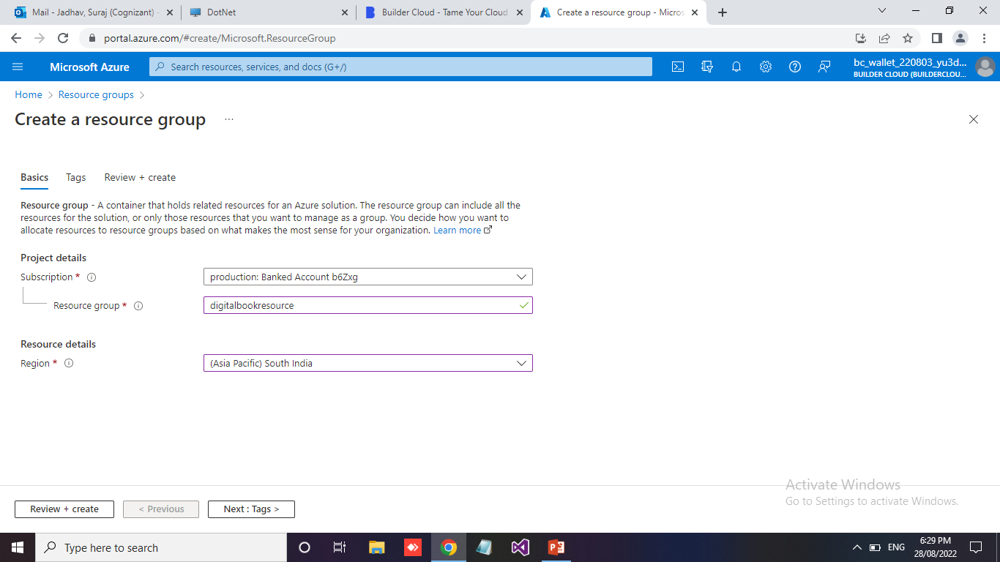 Mail - Jadhav, Suraj (Cognizant) -
DotNet
Builder Cloud - Tame Your Cloud
Create a resource group - Micros
portal.azure.com/#create/Microsoft.ResourceGroup
Microsoft Azure
Search resources, services, and docs (G+/)
bc_wallet_220803_yu3d...
BUILDER CLOUD (BUILDERCLOU...
Home > Resource groups >
Create a resource group ...
Basics Tags Review + create
Resource group - A container that holds related resources for an Azure solution. The resource group can include all the
resources for the solution, or only those resources that you want to manage as a group. You decide how you want to
allocate resources to resource groups based on what makes the most sense for your organization. Learn more
Project details
Subscription * production: Banked Account b6Zxg
Resource group * digitalbookresource
Resource details
Region * (Asia Pacific) South India
Activate Windows
Go to Settings to activate Windows.
Review + create < Previous Next : Tags >
Type here to search
ENG
6:29 PM
28/08/2022